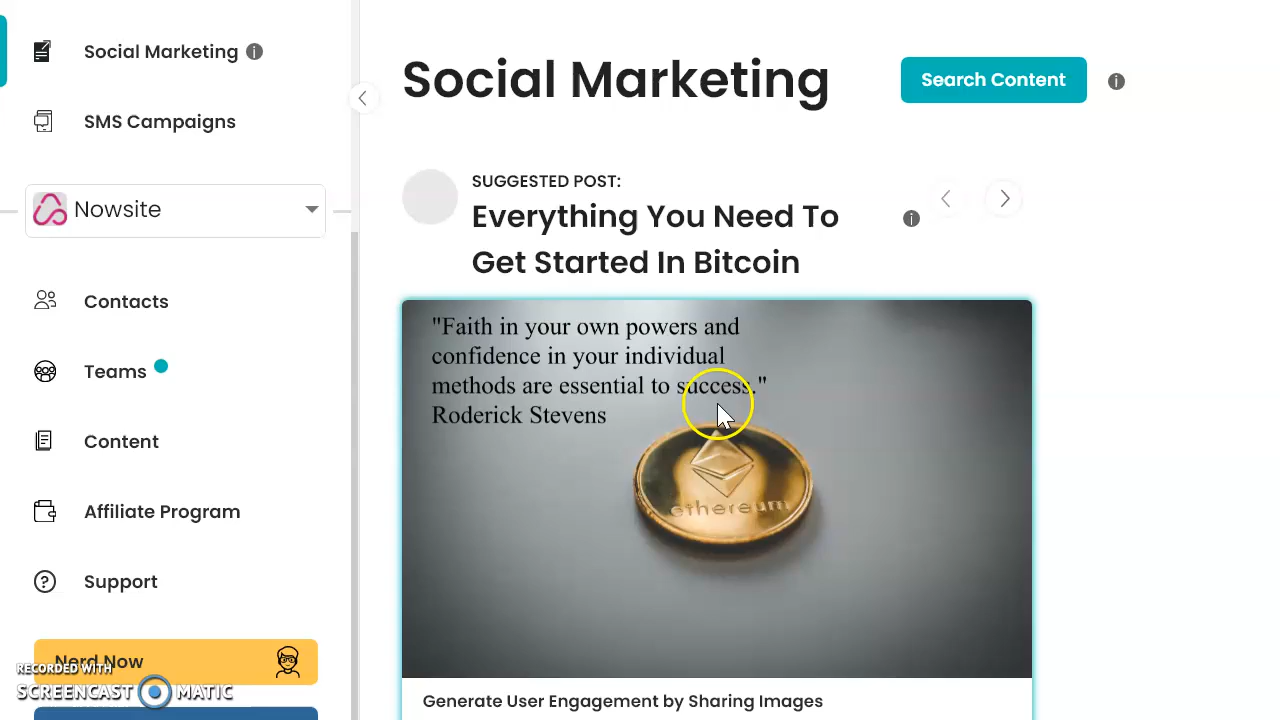 Social Marketing
SMS Campaigns
Nowsite
Contacts
Teams
Content
Affiliate Program
Support
Nerd Now
RECORDED WITH
SCREENCAST MATIC
Social Marketing
Search Content
SUGGESTED POST:
Everything You Need To
Get Started In Bitcoin
"Faith in your own powers and
confidence in your individual
methods are essential to success."
Roderick Stevens
ethereum
Generate User Engagement by Sharing Images